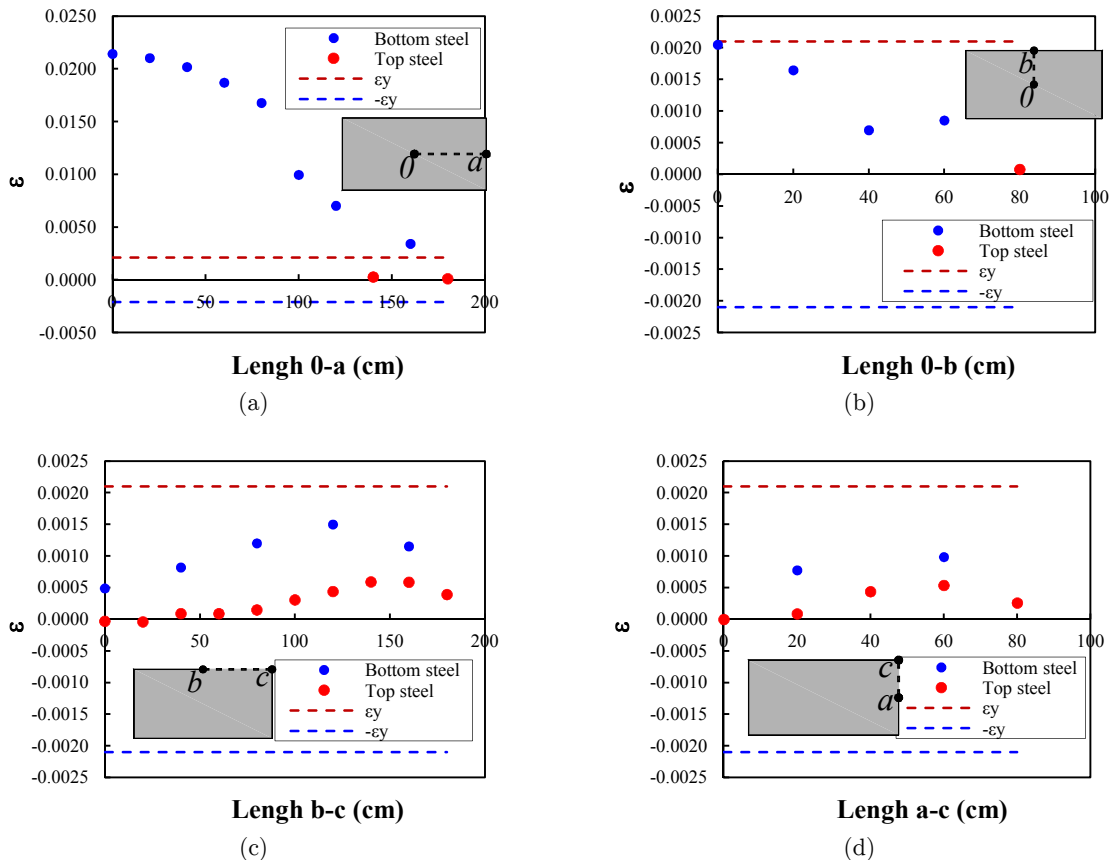 0.0250
0.0200
0.0150
0.0100
0.0050
0.0000
-0.0050
0 50 100 150 200
ε
Bottom steel
Top steel
εy
-εy
0 a
Lengh 0-a (cm)
(a)
0.0025
0.0020
0.0015
0.0010
0.0005
0.0000
-0.0005
-0.0010
-0.0015
-0.0020
-0.0025
0 20 40 60 80 100
ε
b
0
Bottom steel
Top steel
εy
-εy
Lengh 0-b (cm)
(b)
0.0025
0.0020
0.0015
0.0010
0.0005
0.0000
-0.0005
-0.0010
-0.0015
-0.0020
-0.0025
0 50 100 150 200
ε
b c
Bottom steel
Top steel
εy
-εy
Lengh b-c (cm)
(c)
0.0025
0.0020
0.0015
0.0010
0.0005
0.0000
-0.0005
-0.0010
-0.0015
-0.0020
-0.0025
0 20 40 60 80 100
ε
c
a
Bottom steel
Top steel
εy
-εy
Lengh a-c (cm)
(d)